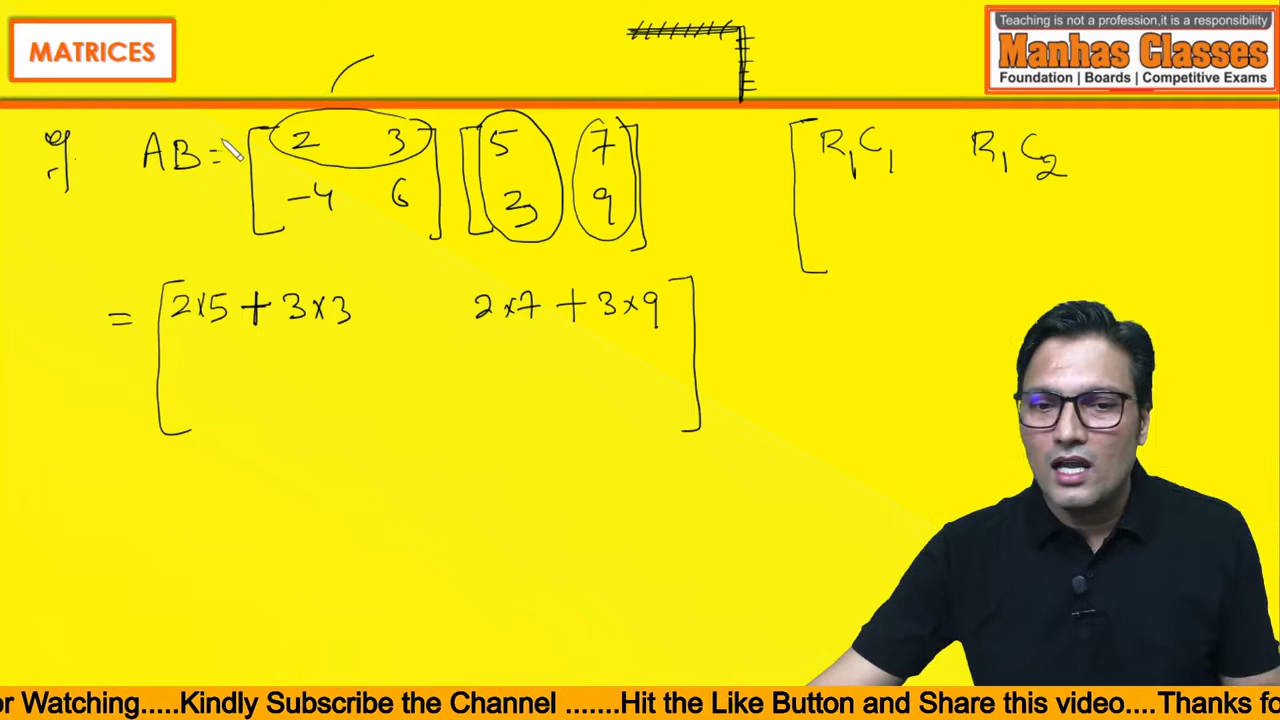 MATRICES
Teaching is not a profession,it is a responsibility
Manhas Classes
Foundation | Boards | Competitive Exams
eg AB = [ 2 3 ] [ 5 7 ] [ R₁C₁ R₁C₂
[ -4 6 ] [ 3 9 ]
= [ 2×5 + 3×3 2×7 + 3×9 ]
or Watching.....Kindly Subscribe the Channel .......Hit the Like Button and Share this video....Thanks fo